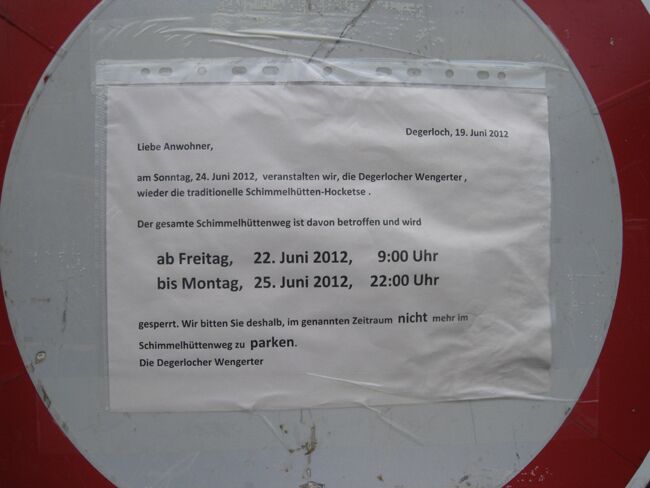 Degerloch, 19. Juni 2012
Liebe Anwohner,
am Sonntag, 24. Juni 2012, veranstalten wir, die Degerlocher Wengerter ,
wieder die traditionelle Schimmelhütten-Hocketse .
Der gesamte Schimmelhüttenweg ist davon betroffen und wird
ab Freitag, 22. Juni 2012, 9:00 Uhr
bis Montag, 25. Juni 2012, 22:00 Uhr
gesperrt. Wir bitten Sie deshalb, im genannten Zeitraum nicht mehr im
Schimmelhüttenweg zu parken.
Die Degerlocher Wengerter